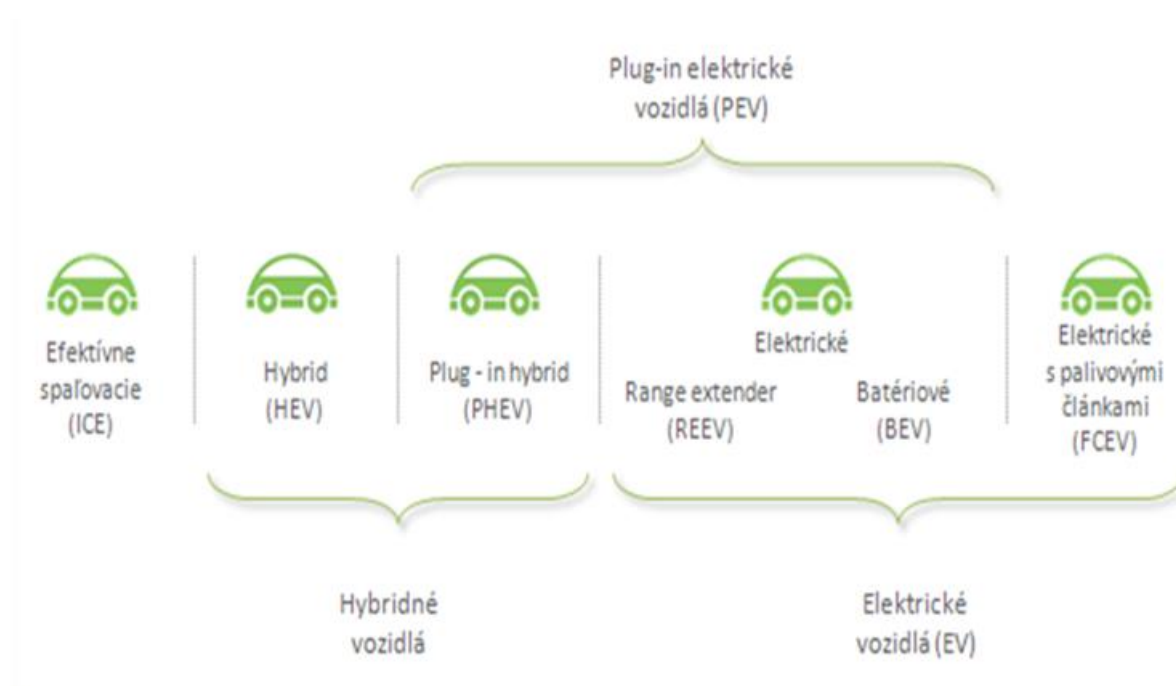 Plug-in elektrické
vozidlá (PEV)
Efektívne
spaľovacie
(ICE)
Hybrid
(HEV)
Plug - in hybrid
(PHEV)
Elektrické
Range extender
(REEV)
Batériové
(BEV)
Elektrické
s palivovými
článkami
(FCEV)
Hybridné
vozidlá
Elektrické
vozidlá (EV)